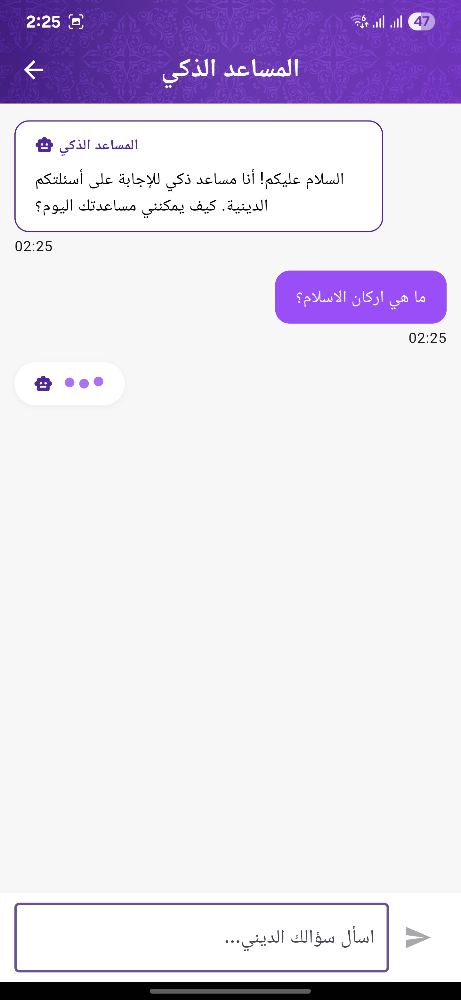 2:25
6
47
المساعد الذكي
المساعد الذكي
السلام عليكم! أنا مساعد ذكي للإجابة على أسئلتكم
الدينية. كيف يمكنني مساعدتك اليوم؟
02:25
ما هي اركان الاسلام؟
02:25
اسأل سؤالك الديني...